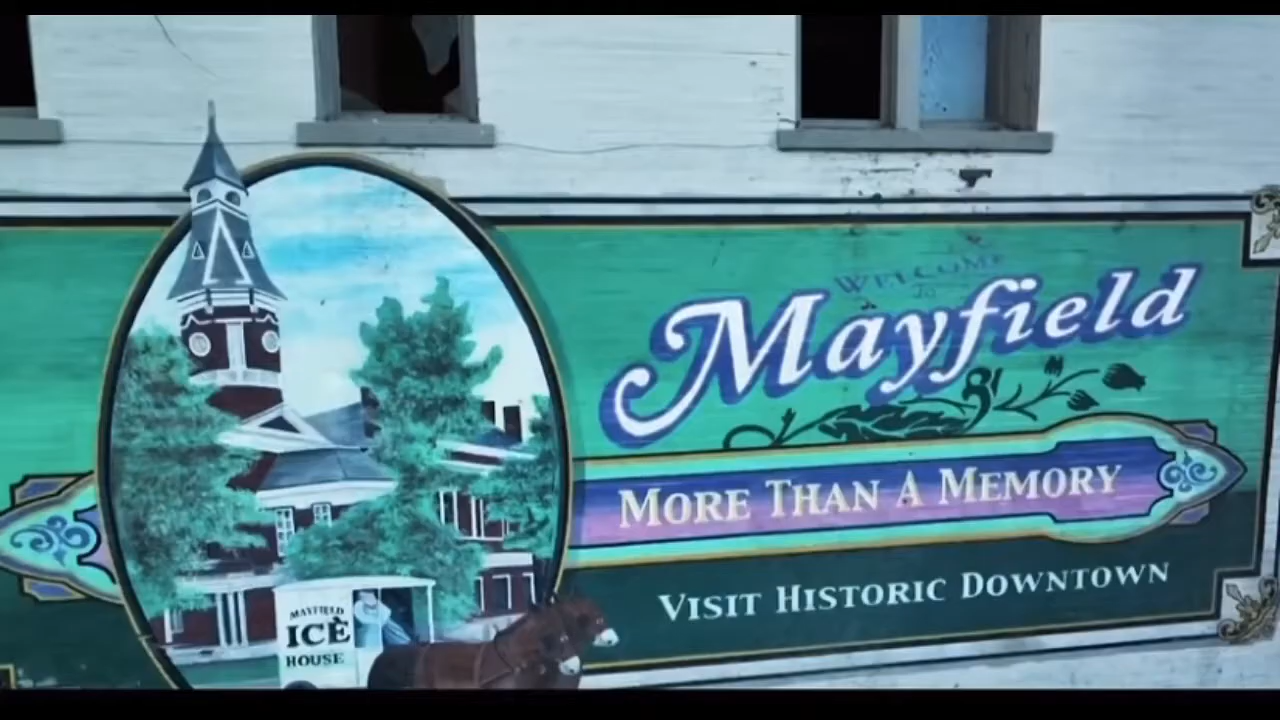 WELCOME
TO
Mayfield
MORE THAN A MEMORY
VISIT HISTORIC DOWNTOWN
MAYFIELD
ICE
HOUSE